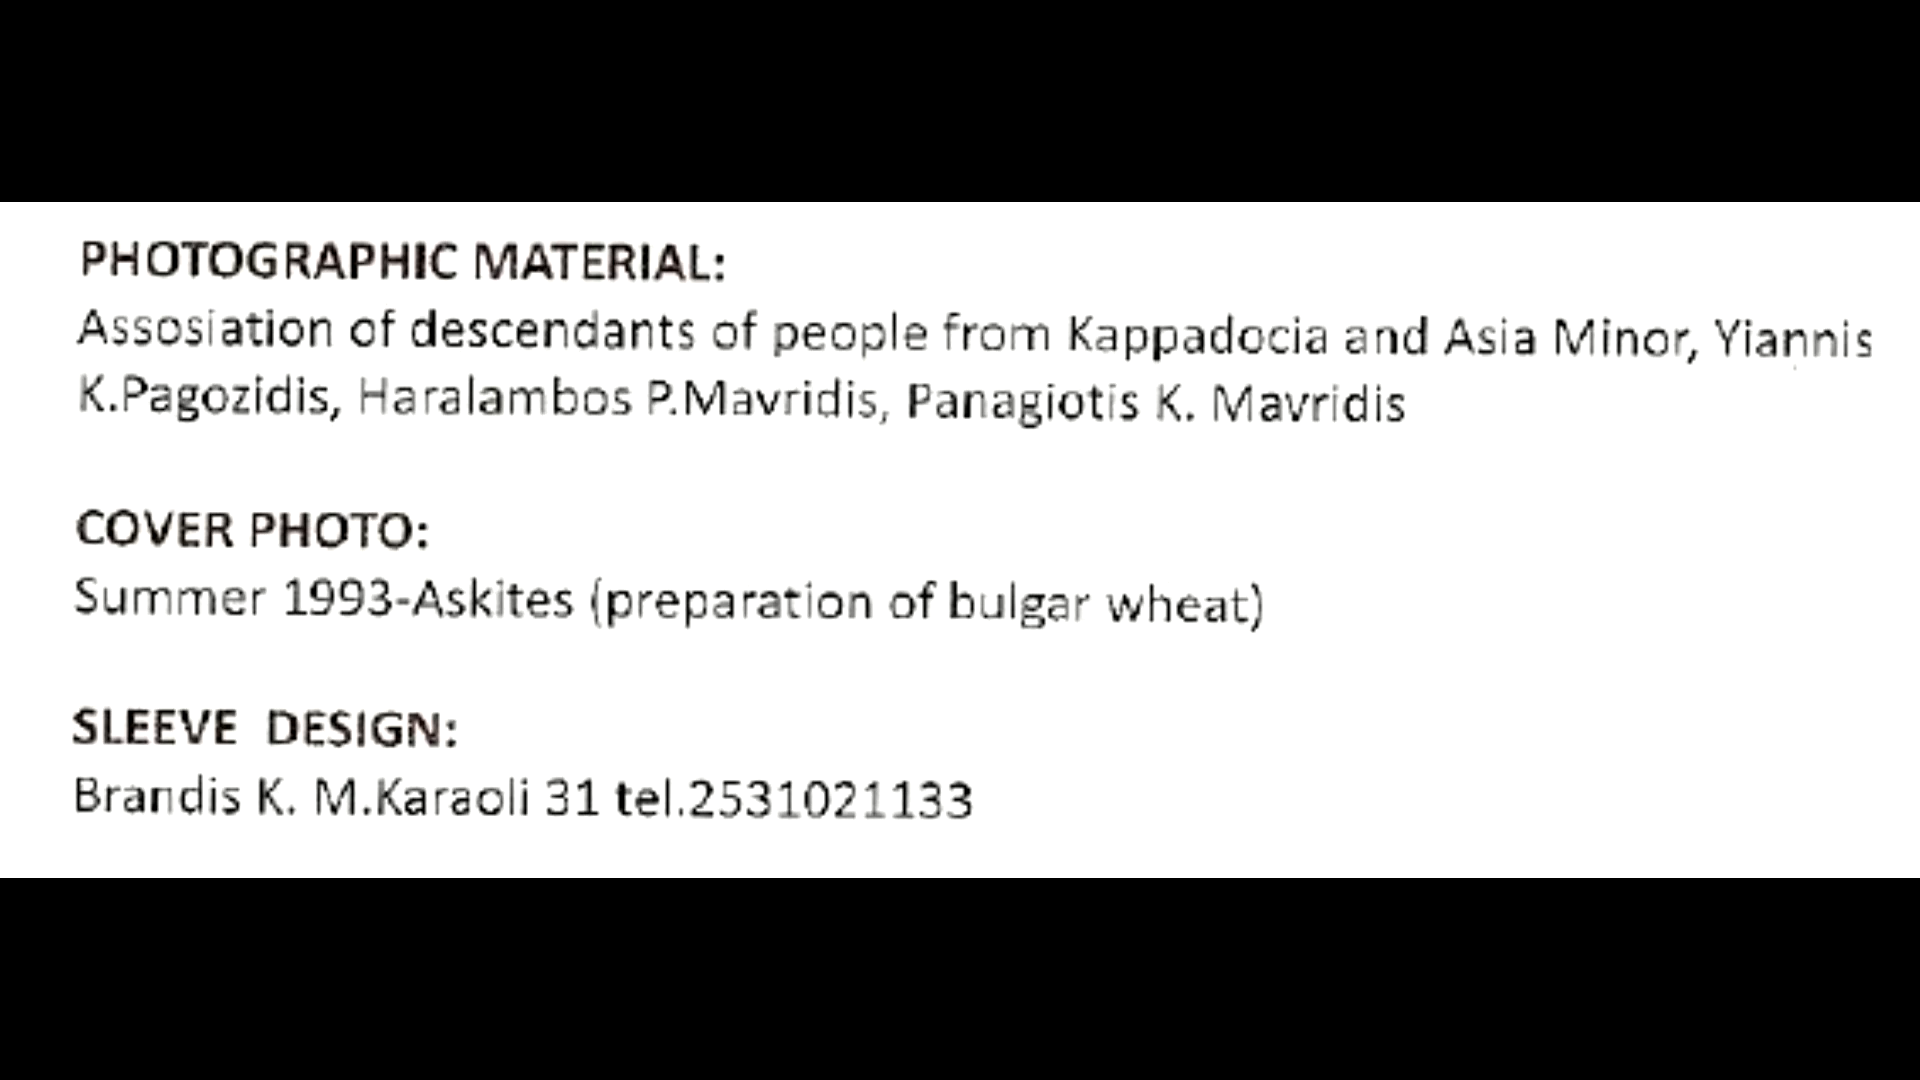 PHOTOGRAPHIC MATERIAL:
Assosiation of descendants of people from Kappadocia and Asia Minor, Yiannis
K.Pagozidis, Haralambos P.Mavridis, Panagiotis K. Mavridis
COVER PHOTO:
Summer 1993-Askites (preparation of bulgar wheat)
SLEEVE DESIGN:
Brandis K. M.Karaoli 31 tel.2531021133